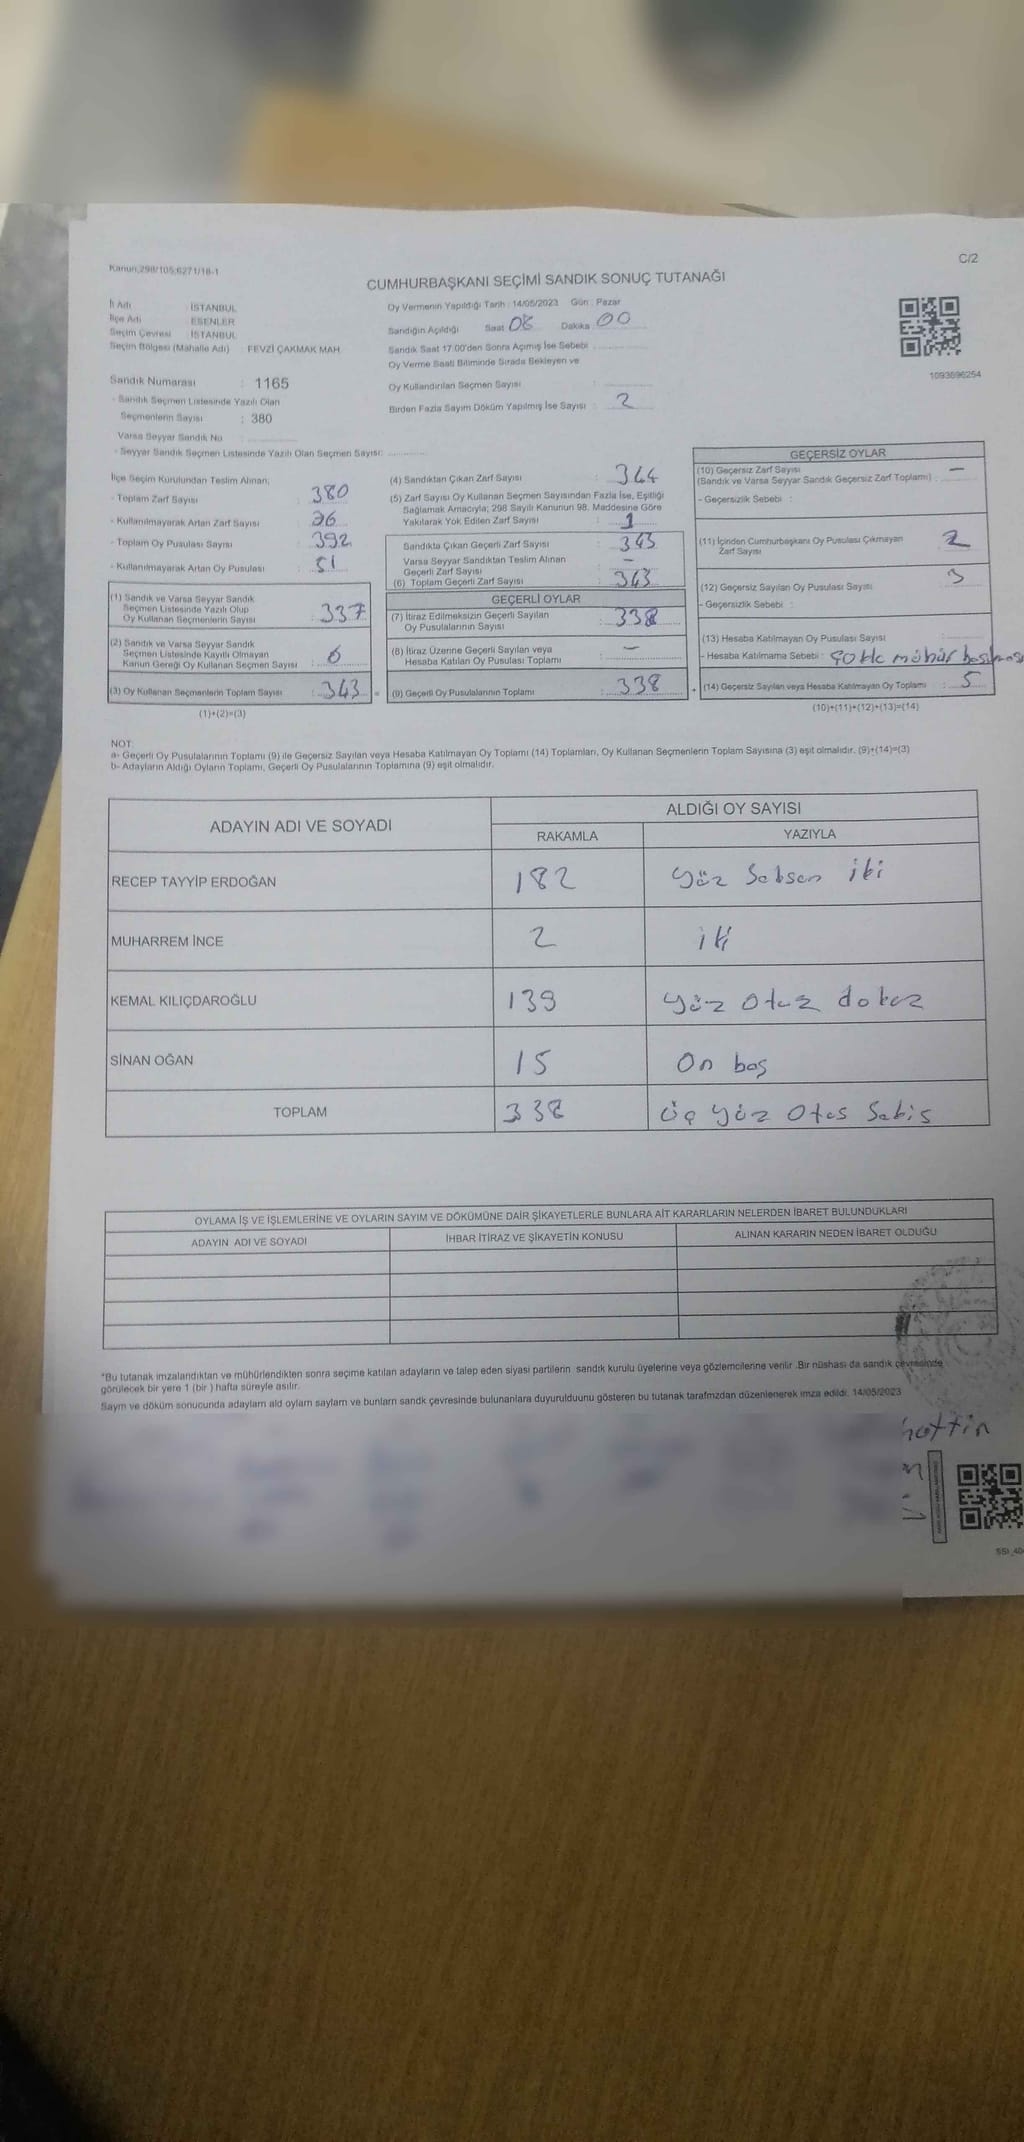 Kanun;298/105;6271/18-1
C/2
CUMHURBAŞKANI SEÇİMİ SANDIK SONUÇ TUTANAĞI
İl Adı : İSTANBUL
İlçe Adı : ESENLER
Seçim Çevresi : İSTANBUL
Seçim Bölgesi (Mahalle Adı) FEVZİ ÇAKMAK MAH.
Sandık Numarası : 1165
- Sandık Seçmen Listesinde Yazılı Olan
Seçmenlerin Sayısı : 380
Varsa Seyyar Sandık No :
- Seyyar Sandık Seçmen Listesinde Yazılı Olan Seçmen Sayısı:
Oy Vermenin Yapıldığı Tarih : 14/05/2023 Gün : Pazar
Sandığın Açıldığı Saat 08 Dakika 00
Sandık Saat 17:00'den Sonra Açımış İse Sebebi
Oy Verme Saati Bitiminde Sırada Bekleyen ve
Oy Kullandırılan Seçmen Sayısı :
Birden Fazla Sayım Döküm Yapılmış İse Sayısı : 2
1093696254
İlçe Seçim Kurulundan Teslim Alınan;
- Toplam Zarf Sayısı : 380
- Kullanılmayarak Artan Zarf Sayısı : 36
- Toplam Oy Pusulası Sayısı : 392
- Kullanılmayarak Artan Oy Pusulası : 51
(1) Sandık ve Varsa Seyyar Sandık
Seçmen Listesinde Yazılı Olup
Oy Kullanan Seçmenlerin Sayısı : 337
(2) Sandık ve Varsa Seyyar Sandık
Seçmen Listesinde Kayıtlı Olmayan
Kanun Gereği Oy Kullanan Seçmen Sayısı : 6
(3) Oy Kullanan Seçmenlerin Toplam Sayısı : 343 =
(1)+(2)=(3)
(4) Sandıktan Çıkan Zarf Sayısı : 344
(5) Zarf Sayısı Oy Kullanan Seçmen Sayısından Fazla İse, Eşitliği
Sağlamak Amacıyla; 298 Sayılı Kanunun 98. Maddesine Göre
Yakılarak Yok Edilen Zarf Sayısı : 1
Sandıkta Çıkan Geçerli Zarf Sayısı : 343
Varsa Seyyar Sandıktan Teslim Alınan
Geçerli Zarf Sayısı : -
(6) Toplam Geçerli Zarf Sayısı : 343
GEÇERLİ OYLAR
(7) İtiraz Edilmeksizin Geçerli Sayılan
Oy Pusulalarının Sayısı : 338
(8) İtiraz Üzerine Geçerli Sayılan veya
Hesaba Katılan Oy Pusulası Toplamı : -
(9) Geçerli Oy Pusulalarının Toplamı : 338 +
GEÇERSİZ OYLAR
(10) Geçersiz Zarf Sayısı
(Sandık ve Varsa Seyyar Sandık Geçersiz Zarf Toplamı) : -
- Geçersizlik Sebebi :
(11) İçinden Cumhurbaşkanı Oy Pusulası Çıkmayan
Zarf Sayısı 2
(12) Geçersiz Sayılan Oy Pusulası Sayısı : 3
- Geçersizlik Sebebi :
(13) Hesaba Katılmayan Oy Pusulası Sayısı :
- Hesaba Katılmama Sebebi : mühür basılması
(14) Geçersiz Sayılan veya Hesaba Katılmayan Oy Toplamı : 5
(10)+(11)+(12)+(13)=(14)
NOT:
a- Geçerli Oy Pusulalarının Toplamı (9) ile Geçersiz Sayılan veya Hesaba Katılmayan Oy Toplamı (14) Toplamları, Oy Kullanan Seçmenlerin Toplam Sayısına (3) eşit olmalıdır. (9)+(14)=(3)
b- Adayların Aldığı Oyların Toplamı, Geçerli Oy Pusulalarının Toplamına (9) eşit olmalıdır.
ADAYIN ADI VE SOYADI ALDIĞI OY SAYISI
RAKAMLA YAZIYLA
RECEP TAYYİP ERDOĞAN 182 Yüz Seksen iki
MUHARREM İNCE 2 iki
KEMAL KILIÇDAROĞLU 139 Yüz Otuz dokuz
SİNAN OĞAN 15 On beş
TOPLAM 338 Üç Yüz Otus Sekis
OYLAMA İŞ VE İŞLEMLERİNE VE OYLARIN SAYIM VE DÖKÜMÜNE DAİR ŞİKAYETLERLE BUNLARA AİT KARARLARIN NELERDEN İBARET BULUNDUKLARI
ADAYIN ADI VE SOYADI İHBAR İTİRAZ VE ŞİKAYETİN KONUSU ALINAN KARARIN NEDEN İBARET OLDUĞU
*Bu tutanak imzalandıktan ve mühürlendikten sonra seçime katılan adayların ve talep eden siyasi partilerin sandık kurulu üyelerine veya gözlemcilerine verilir .Bir nüshası da sandık çevresinde
görülecek bir yere 1 (bir ) hafta süreyle asılır.
Sayım ve döküm sonucunda adayların ald oyların saylar ve bunların sandk çevresinde bulunanlara duyurulduunu gösteren bu tutanak tarafmzdan düzenlenerek imza edildi. 14/05/2023
hattin